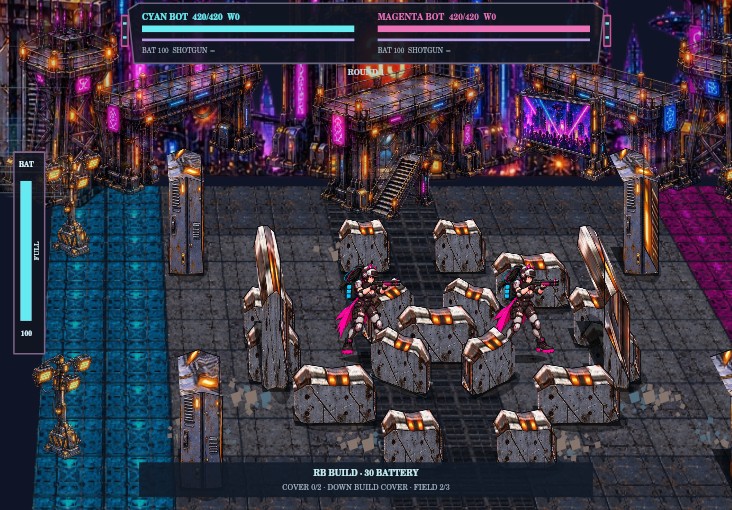 CYAN BOT 420/420 W0
MAGENTA BOT 420/420 W0
BAT 100 SHOTGUN –
BAT 100 SHOTGUN –
BAT
FULL
100
RB BUILD · 30 BATTERY
COVER 0/2 · DOWN BUILD COVER · FIELD 2/3